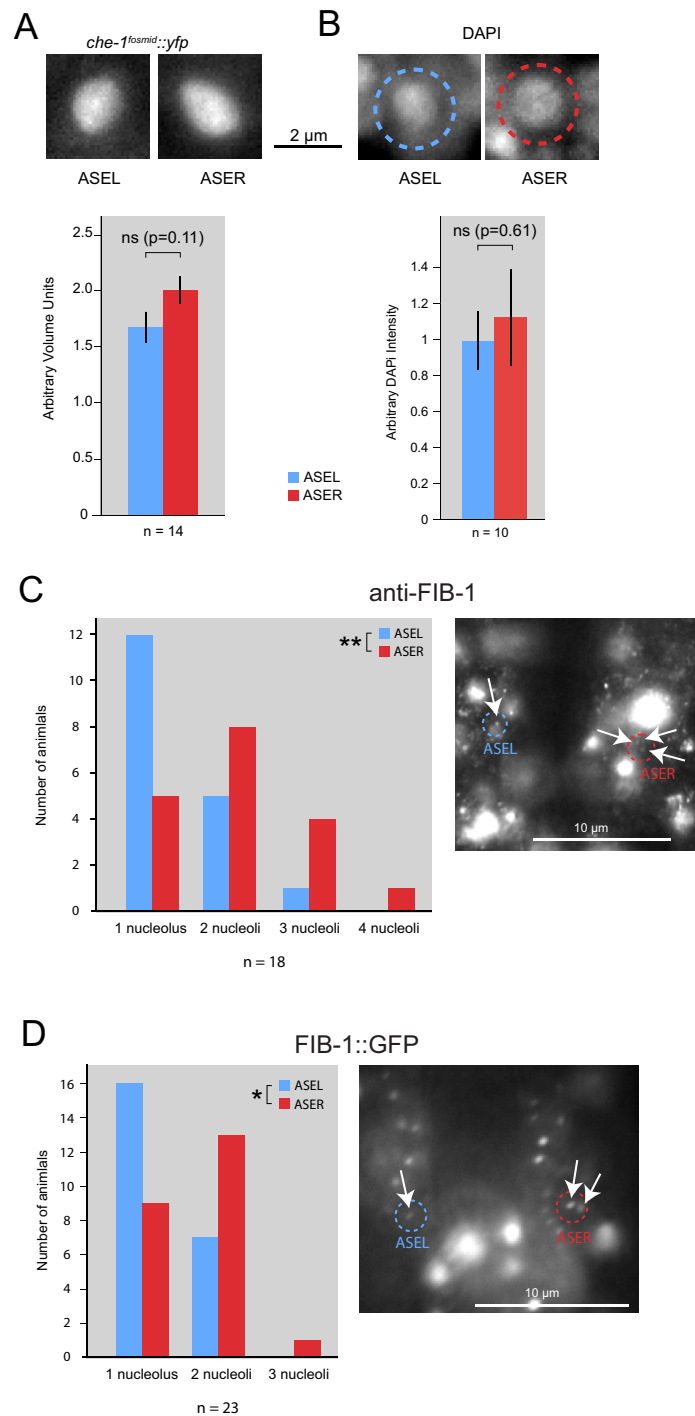 A
che-1fosmid::yfp
ASEL ASER
2 µm
B
DAPI
ASEL ASER
Arbitrary Volume Units
2.5
2.0
1.5
1.0
0.5
0
ns (p=0.11)
n = 14
ASEL
ASER
Arbitrary DAPi Intensity
1.4
1.2
1
0.8
0.6
0.4
0.2
0
ns (p=0.61)
n = 10
C
anti-FIB-1
Number of animlals
12
10
8
6
4
2
0
** ASEL
ASER
1 nucleolus 2 nucleoli 3 nucleoli 4 nucleoli
n = 18
ASEL
ASER
10 µm
D
FIB-1::GFP
Number of animlals
16
14
12
10
8
6
4
2
0
* ASEL
ASER
1 nucleolus 2 nucleoli 3 nucleoli
n = 23
ASEL
ASER
10 µm